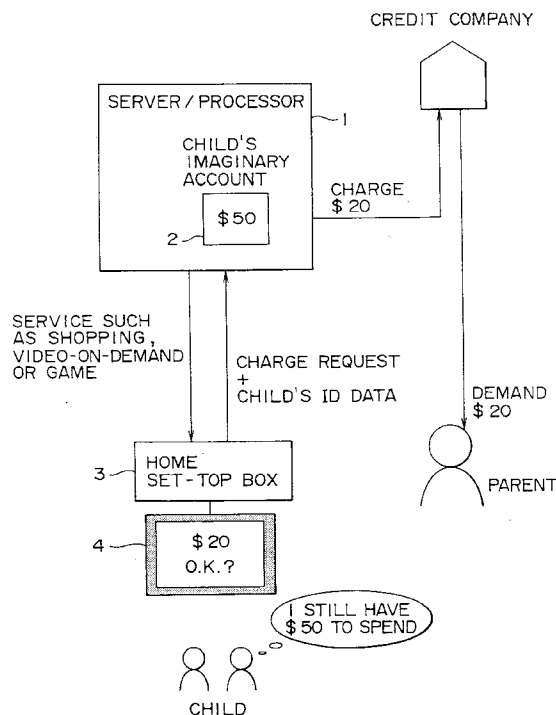 CREDIT COMPANY
SERVER/PROCESSOR
1
CHILD'S
IMAGINARY
ACCOUNT
2
$50
CHARGE
$20
SERVICE SUCH
AS SHOPPING,
VIDEO-ON-DEMAND
OR GAME
CHARGE REQUEST
+
CHILD'S ID DATA
DEMAND
$20
PARENT
3
HOME
SET-TOP BOX
4
$20
O.K.?
I STILL HAVE
$50 TO SPEND
CHILD